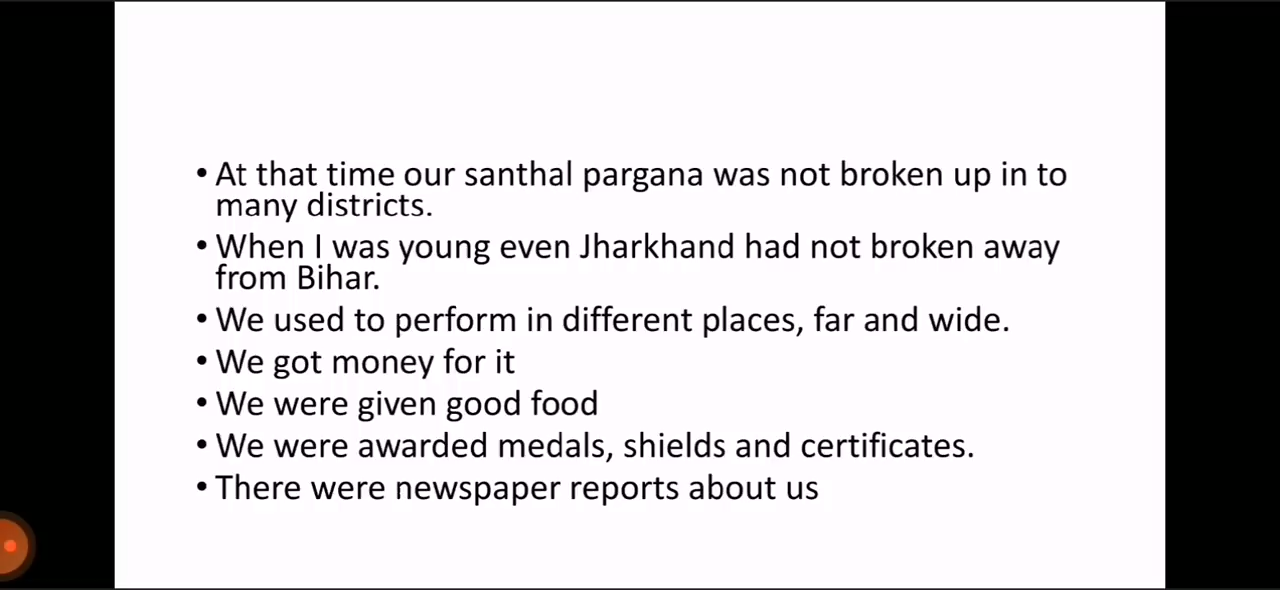 • At that time our santhal pargana was not broken up in to
many districts.
• When I was young even Jharkhand had not broken away
from Bihar.
• We used to perform in different places, far and wide.
• We got money for it
• We were given good food
• We were awarded medals, shields and certificates.
• There were newspaper reports about us